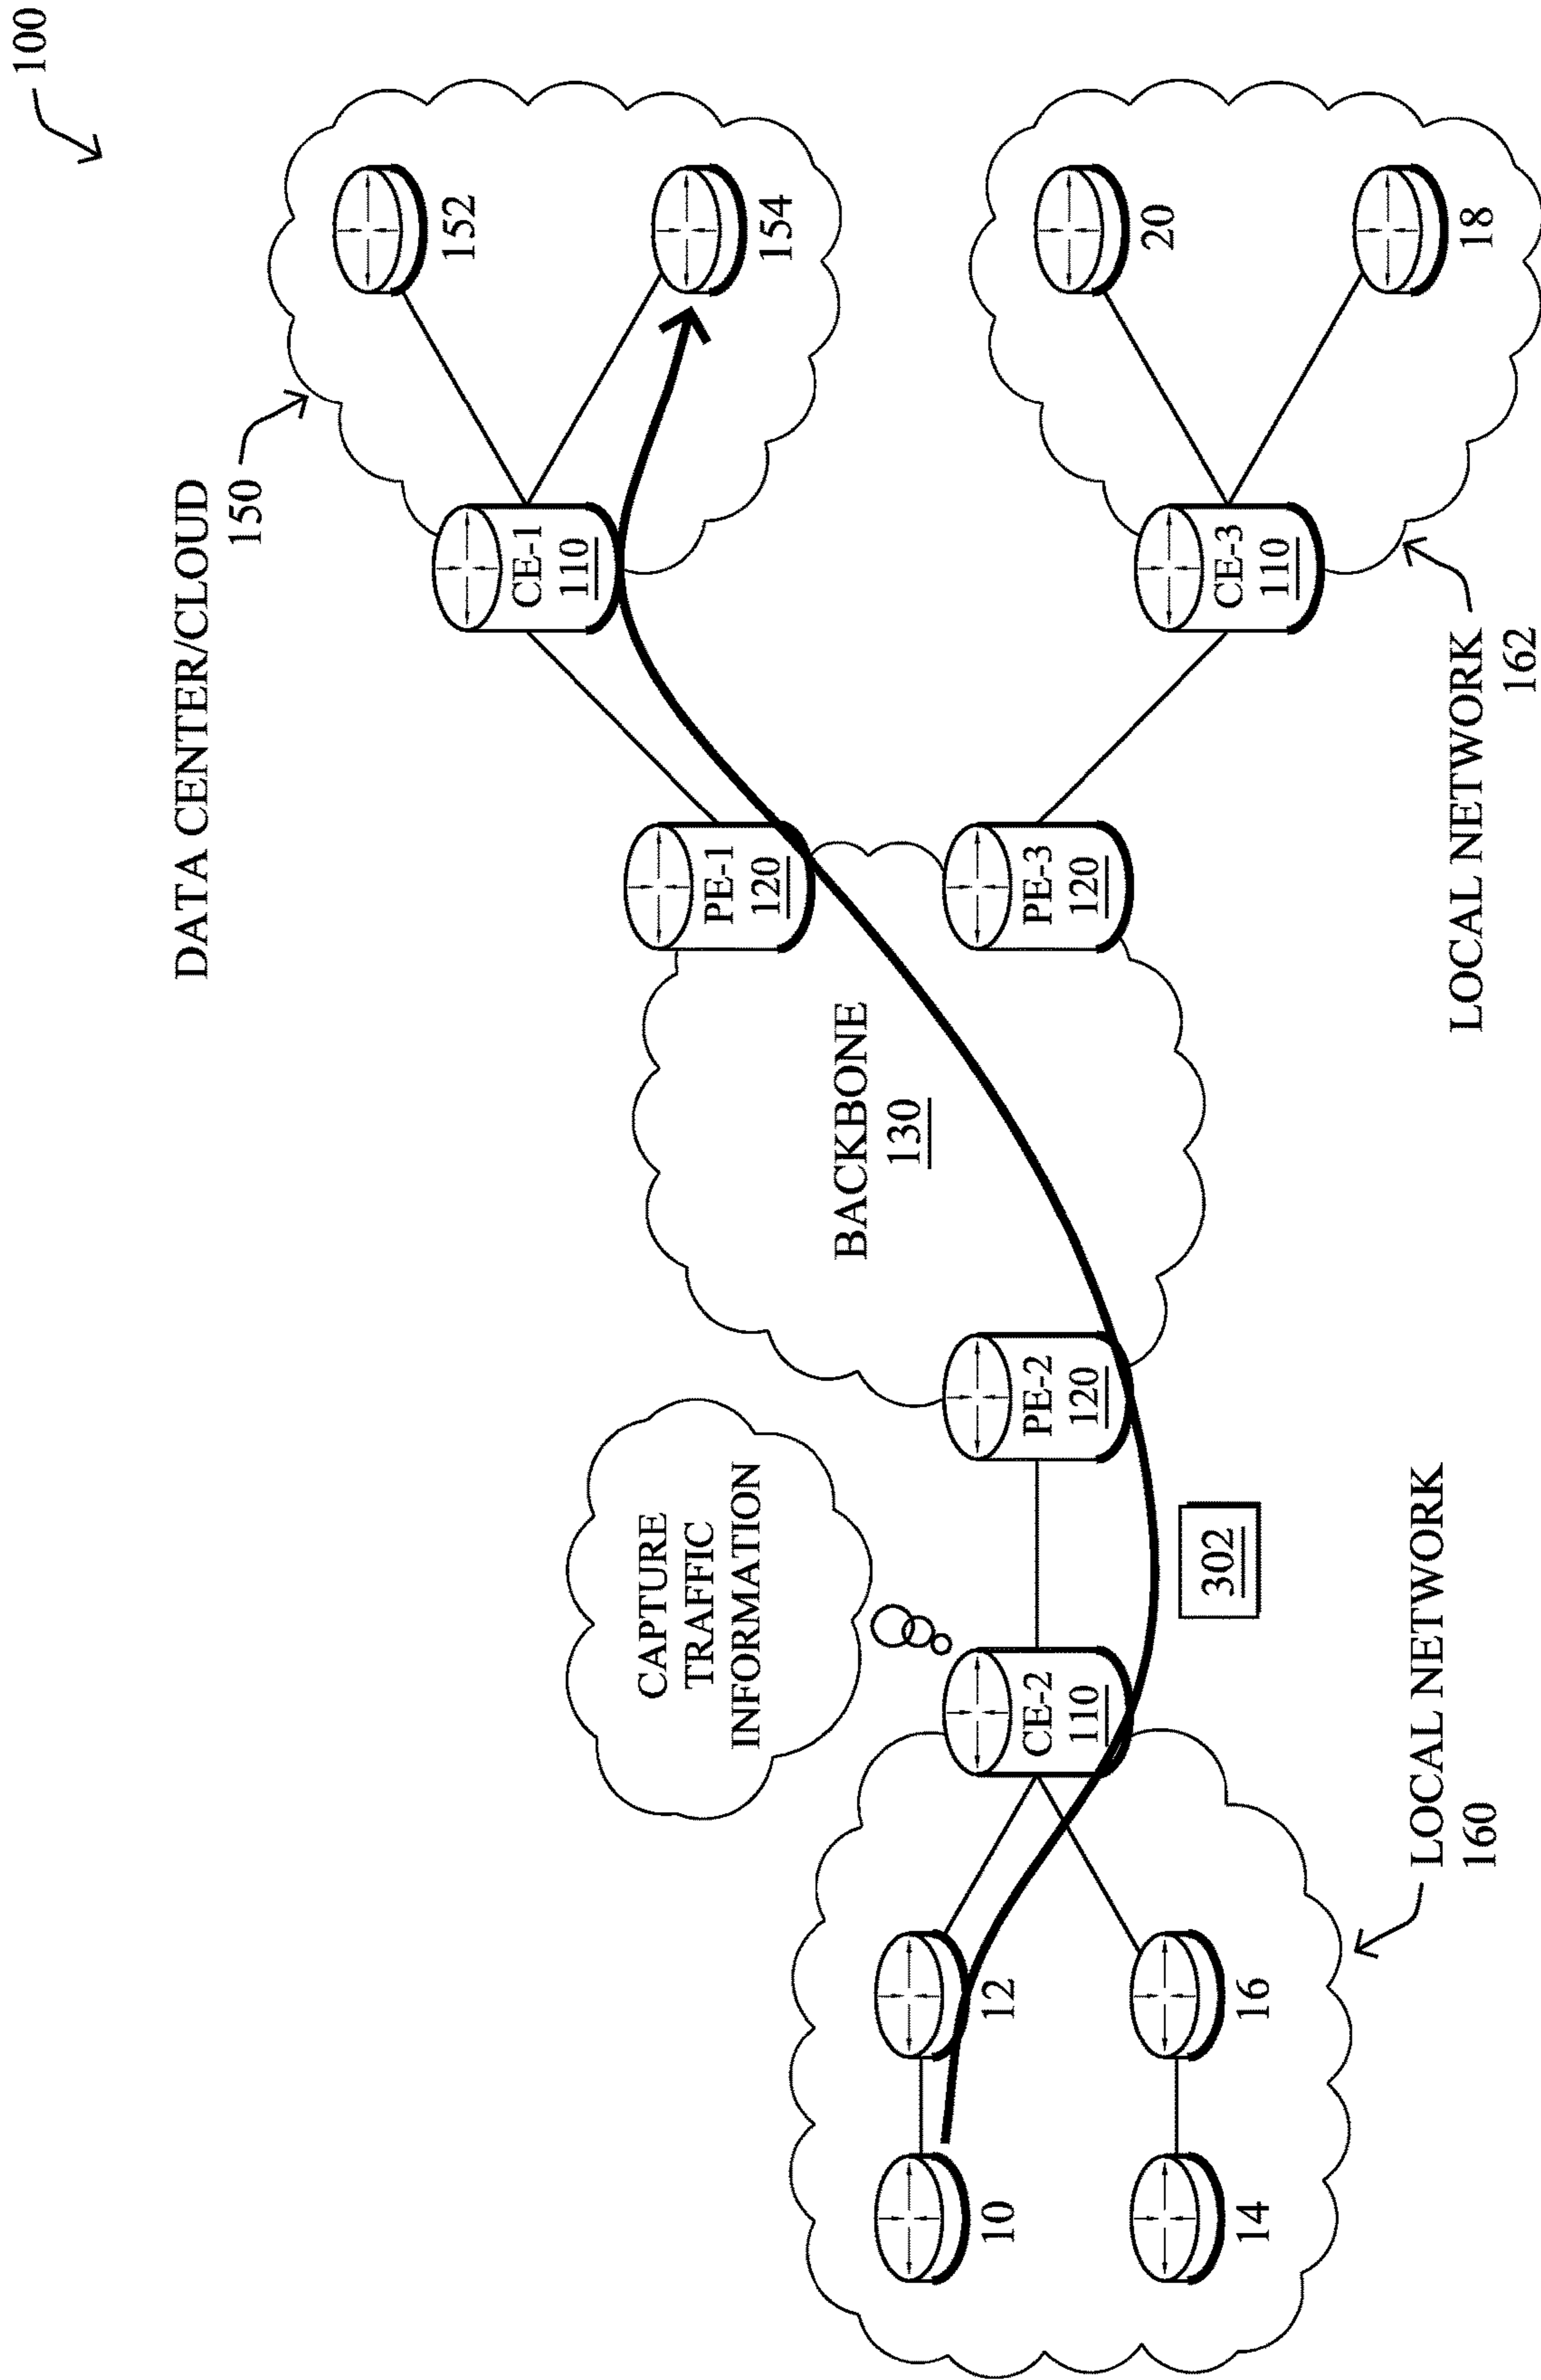 100
DATA CENTER/CLOUD
150
152
154
CE-1
110
PE-1
120
BACKBONE
130
CAPTURE
TRAFFIC
INFORMATION
10
12
CE-2
110
PE-2
120
PE-3
120
CE-3
110
20
18
14
16
302
LOCAL NETWORK
160
LOCAL NETWORK
162